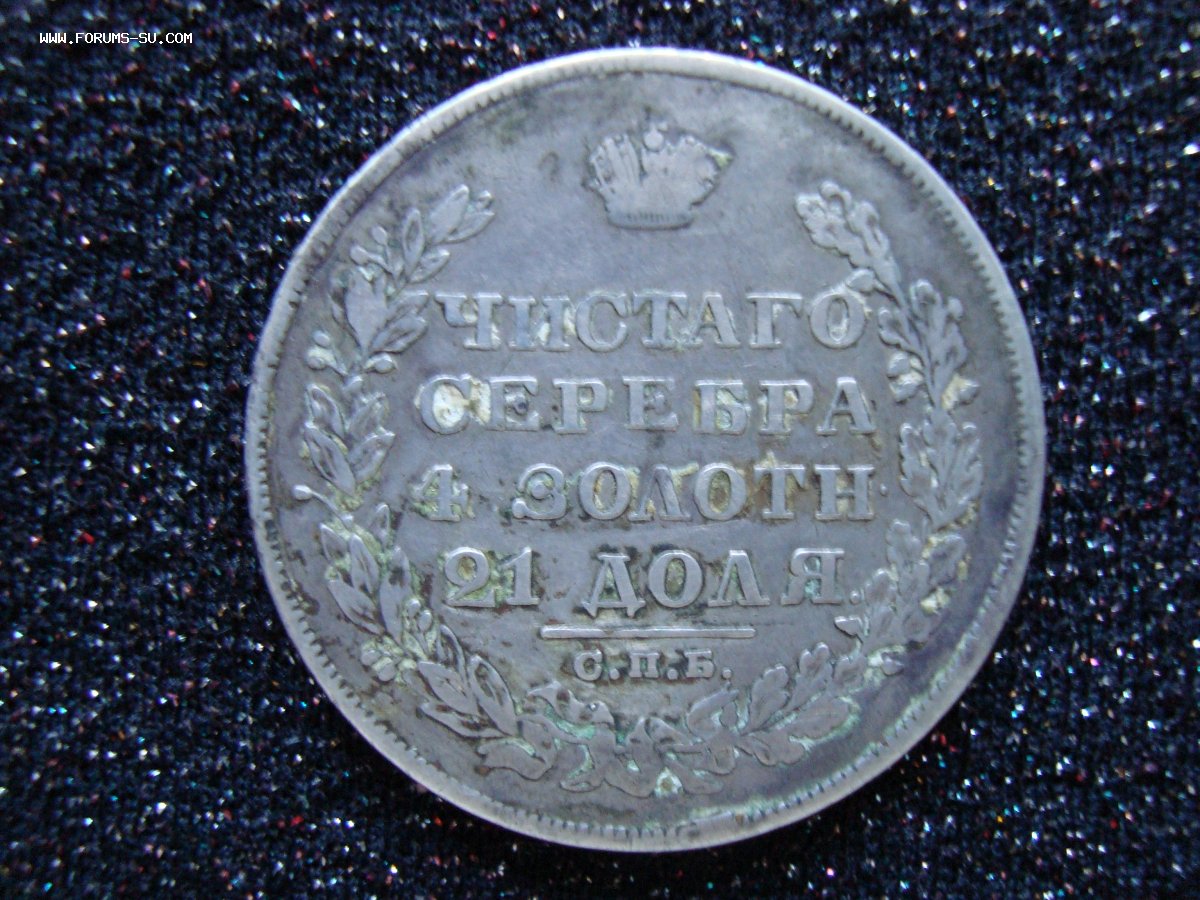 WWW.FORUMS-SU.COM
ЧИСТАГО
СЕРЕБРА
4 ЗОЛОТН
21 ДОЛЯ.
С.П.Б.